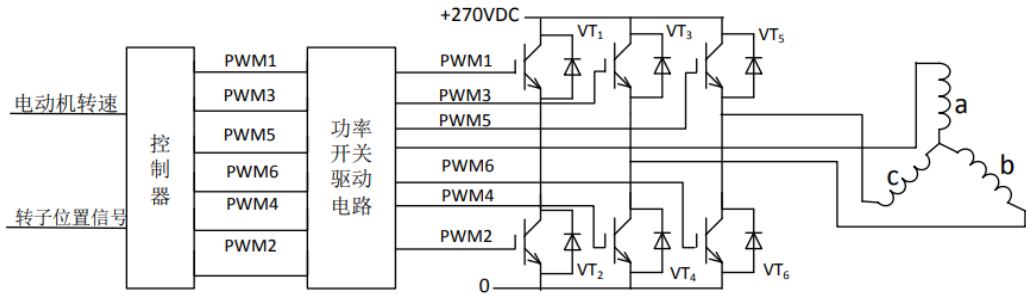 +270VDC
VT1
VT3
VT5
PWM1
PWM1
电动机转速
PWM3
PWM3
a
PWM5
PWM5
控制器
功率开关驱动电路
PWM6
PWM6
c
b
PWM4
PWM4
转子位置信号
PWM2
PWM2
VT2
VT4
VT6
0